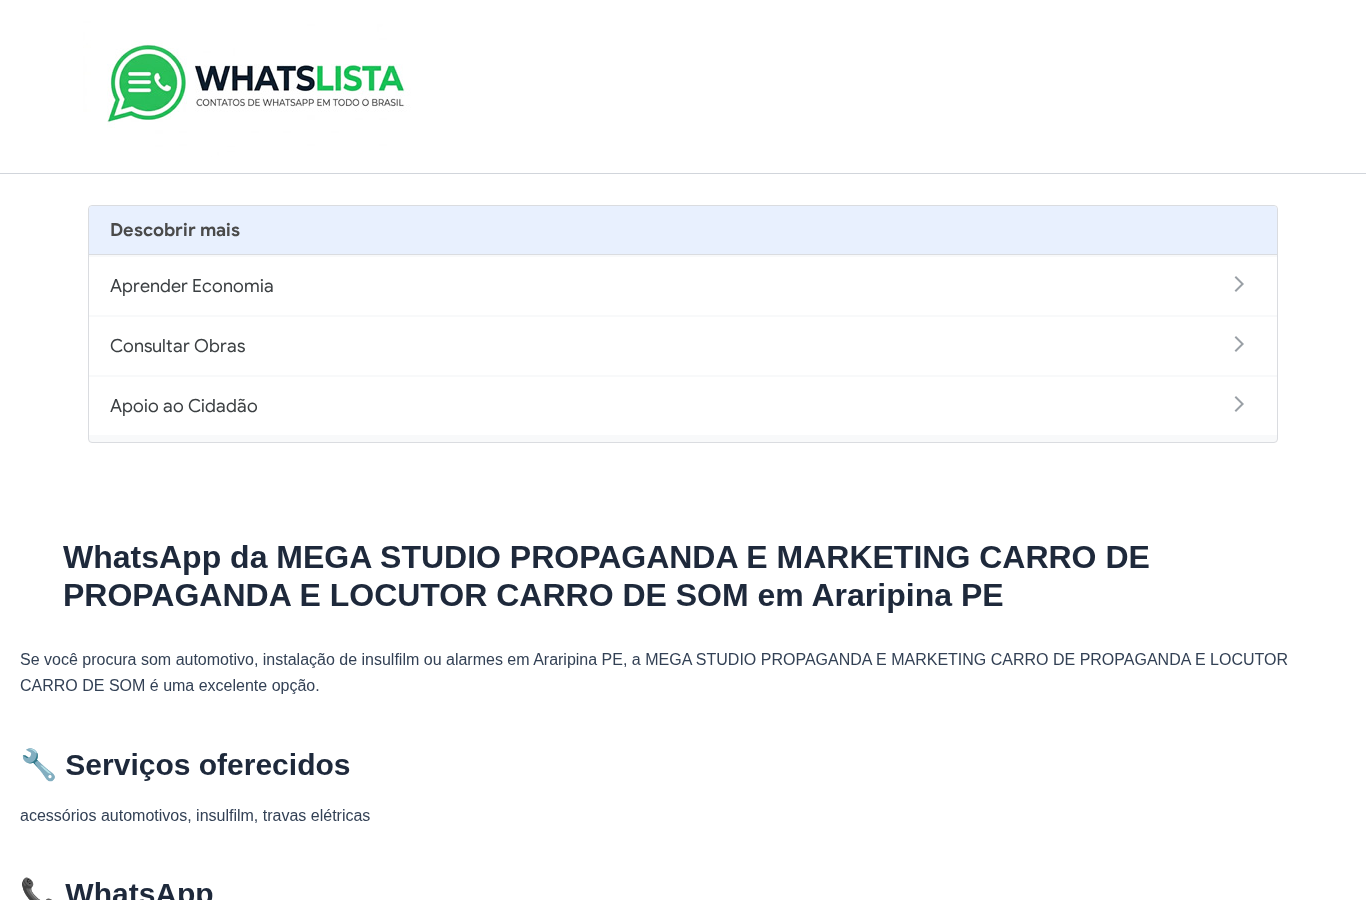 WHATSLISTA
CONTATOS DE WHATSAPP EM TODO O BRASIL
Descobrir mais
Aprender Economia
Consultar Obras
Apoio ao Cidadão
WhatsApp da MEGA STUDIO PROPAGANDA E MARKETING CARRO DE
PROPAGANDA E LOCUTOR CARRO DE SOM em Araripina PE
Se você procura som automotivo, instalação de insulfilm ou alarmes em Araripina PE, a MEGA STUDIO PROPAGANDA E MARKETING CARRO DE PROPAGANDA E LOCUTOR
CARRO DE SOM é uma excelente opção.
🔧 Serviços oferecidos
acessórios automotivos, insulfilm, travas elétricas
📞 WhatsApp